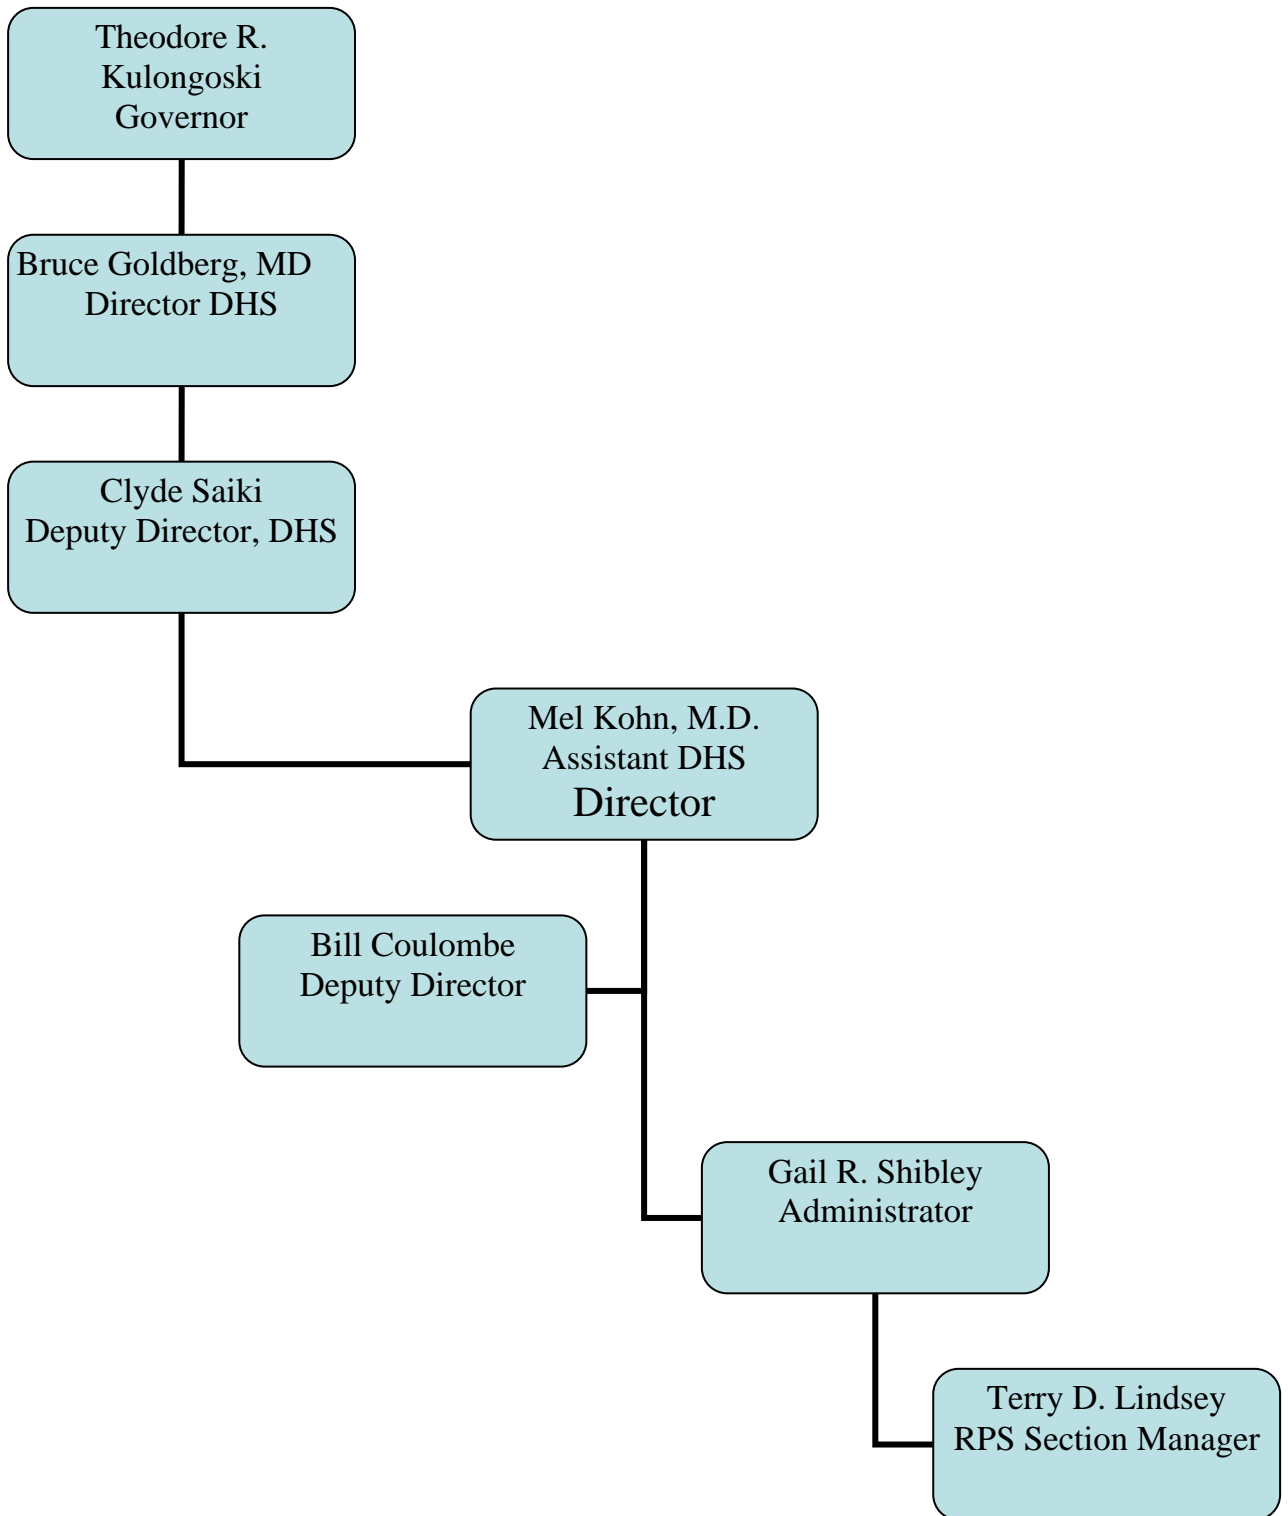 Theodore R.
Kulongoski
Governor
Bruce Goldberg, MD
Director DHS
Clyde Saiki
Deputy Director, DHS
Mel Kohn, M.D.
Assistant DHS
Director
Bill Coulombe
Deputy Director
Gail R. Shibley
Administrator
Terry D. Lindsey
RPS Section Manager